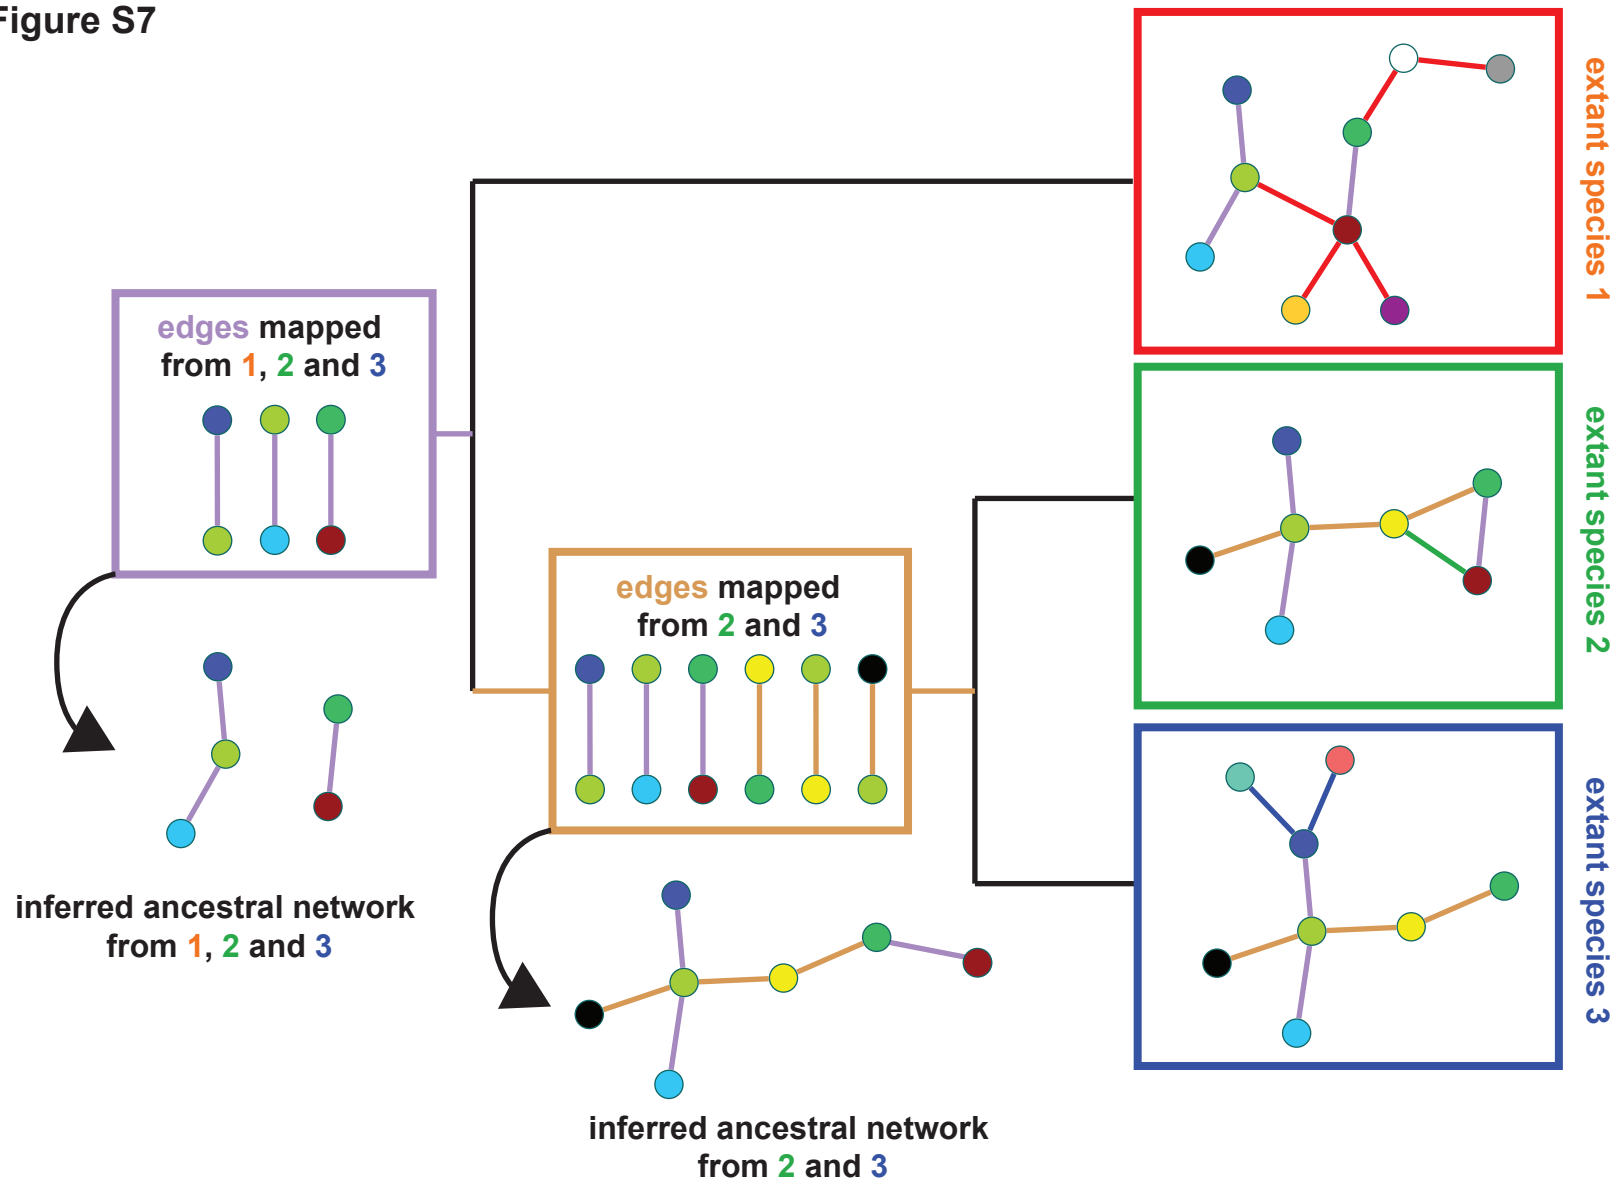 Figure S7
extant species 1
edges mapped
from 1, 2 and 3
extant species 2
edges mapped
from 2 and 3
extant species 3
inferred ancestral network
from 1, 2 and 3
inferred ancestral network
from 2 and 3